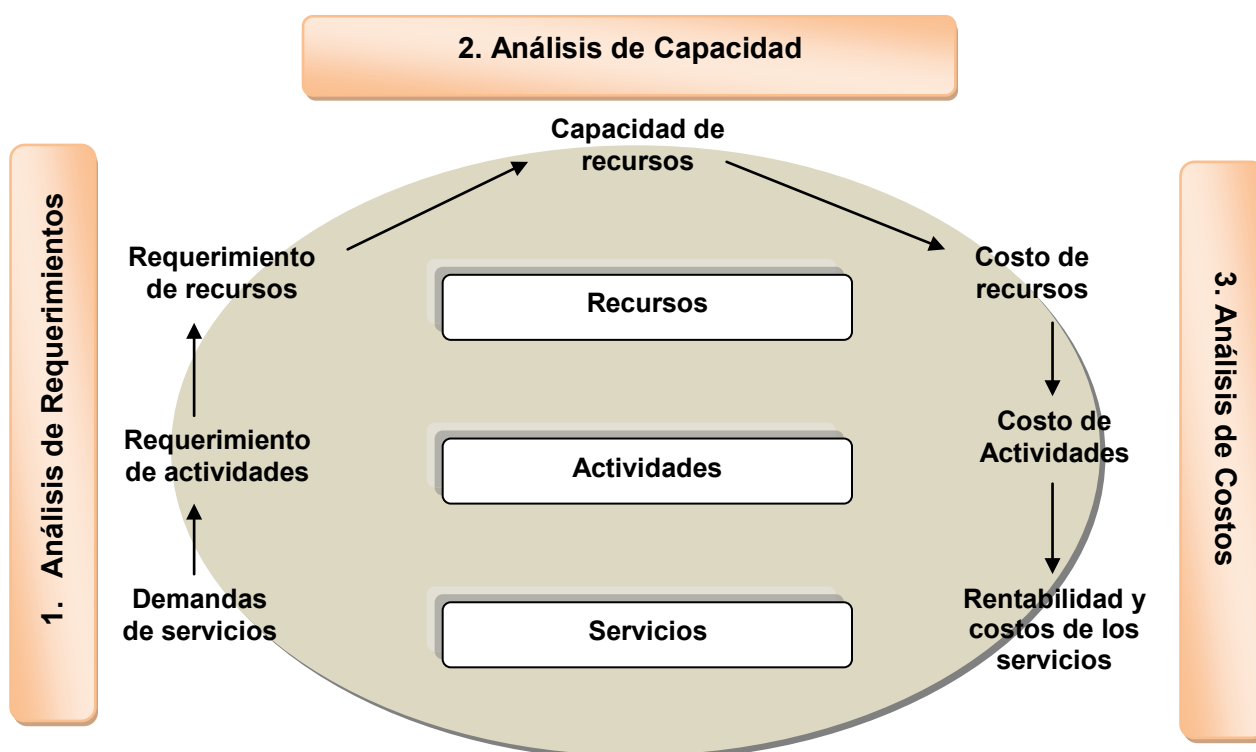 2. Análisis de Capacidad
Capacidad de
recursos
1. Análisis de Requerimientos
Requerimiento
de recursos
Requerimiento
de actividades
Demandas
de servicios
Recursos
Actividades
Servicios
Costo de
recursos
Costo de
Actividades
Rentabilidad y
costos de los
servicios
3. Análisis de Costos